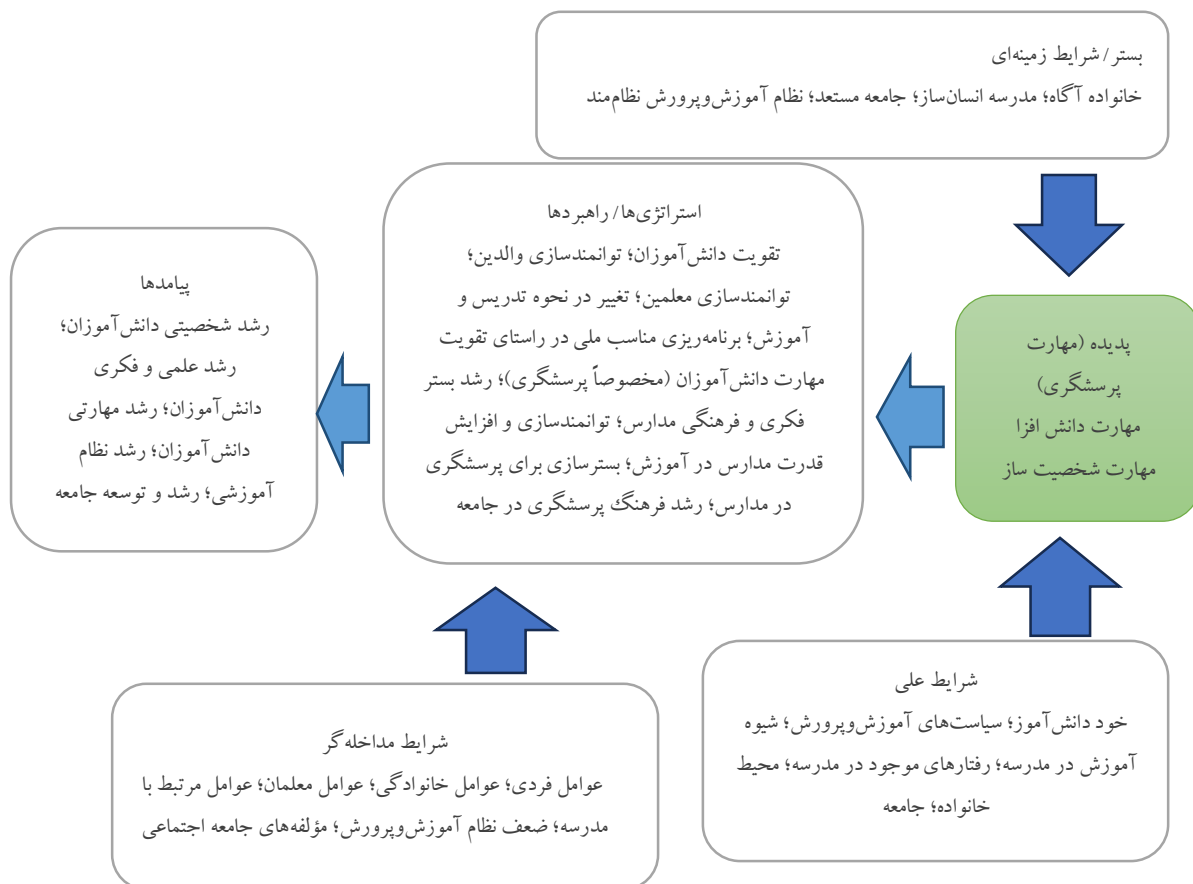 بستر/ شرایط زمینه‌ای
خانواده آگاه؛ مدرسه انسان‌ساز؛ جامعه مستعد؛ نظام آموزش‌وپرورش نظام‌مند
پدیده (مهارت
پرسشگری)
مهارت دانش افزا
مهارت شخصیت ساز
استراتژی‌ها/ راهبردها
تقویت دانش‌آموزان؛ توانمندسازی والدین؛
توانمندسازی معلمین؛ تغییر در نحوه تدریس و
آموزش؛ برنامه‌ریزی مناسب ملی در راستای تقویت
مهارت دانش‌آموزان (مخصوصاً پرسشگری)؛ رشد بستر
فکری و فرهنگی مدارس؛ توانمندسازی و افزایش
قدرت مدارس در آموزش؛ بسترسازی برای پرسشگری
در مدارس؛ رشد فرهنگ پرسشگری در جامعه
پیامدها
رشد شخصیتی دانش‌آموزان؛
رشد علمی و فکری
دانش‌آموزان؛ رشد مهارتی
دانش‌آموزان؛ رشد نظام
آموزشی؛ رشد و توسعه جامعه
شرایط علی
خود دانش‌آموز؛ سیاست‌های آموزش‌وپرورش؛ شیوه
آموزش در مدرسه؛ رفتارهای موجود در مدرسه؛ محیط
خانواده؛ جامعه
شرایط مداخله‌گر
عوامل فردی؛ عوامل خانوادگی؛ عوامل معلمان؛ عوامل مرتبط با
مدرسه؛ ضعف نظام آموزش‌وپرورش؛ مؤلفه‌های جامعه اجتماعی